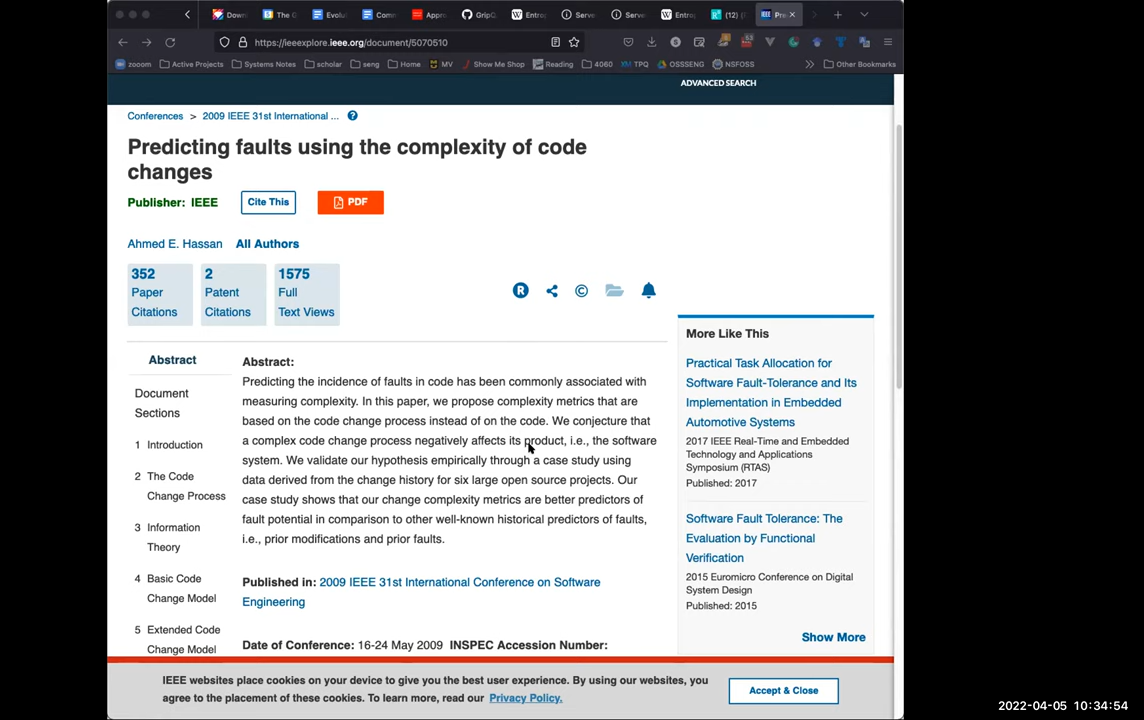 Down
The G
Evolu
Com
Appro
GripC
Entro
Serve
Serve
Entro
(12) (
Pre
https://ieeexplore.ieee.org/document/5070510
zooom
Active Projects
Systems Notes
scholar
seng
Home
MV
Show Me Shop
Reading
4060
TPQ
OSSSENG
NSFOSS
Other Bookmarks
ADVANCED SEARCH
Conferences > 2009 IEEE 31st International ...
Predicting faults using the complexity of code
changes
Publisher: IEEE
Cite This
PDF
Ahmed E. Hassan
All Authors
352
Paper
Citations
2
Patent
Citations
1575
Full
Text Views
Abstract
Document
Sections
1 Introduction
2 The Code
Change Process
3 Information
Theory
4 Basic Code
Change Model
5 Extended Code
Change Model
Abstract:
Predicting the incidence of faults in code has been commonly associated with
measuring complexity. In this paper, we propose complexity metrics that are
based on the code change process instead of on the code. We conjecture that
a complex code change process negatively affects its product, i.e., the software
system. We validate our hypothesis empirically through a case study using
data derived from the change history for six large open source projects. Our
case study shows that our change complexity metrics are better predictors of
fault potential in comparison to other well-known historical predictors of faults,
i.e., prior modifications and prior faults.
Published in: 2009 IEEE 31st International Conference on Software
Engineering
Date of Conference: 16-24 May 2009 INSPEC Accession Number:
More Like This
Practical Task Allocation for
Software Fault-Tolerance and Its
Implementation in Embedded
Automotive Systems
2017 IEEE Real-Time and Embedded
Technology and Applications
Symposium (RTAS)
Published: 2017
Software Fault Tolerance: The
Evaluation by Functional
Verification
2015 Euromicro Conference on Digital
System Design
Published: 2015
Show More
IEEE websites place cookies on your device to give you the best user experience. By using our websites, you
agree to the placement of these cookies. To learn more, read our Privacy Policy.
Accept & Close
2022-04-05 10:34:54